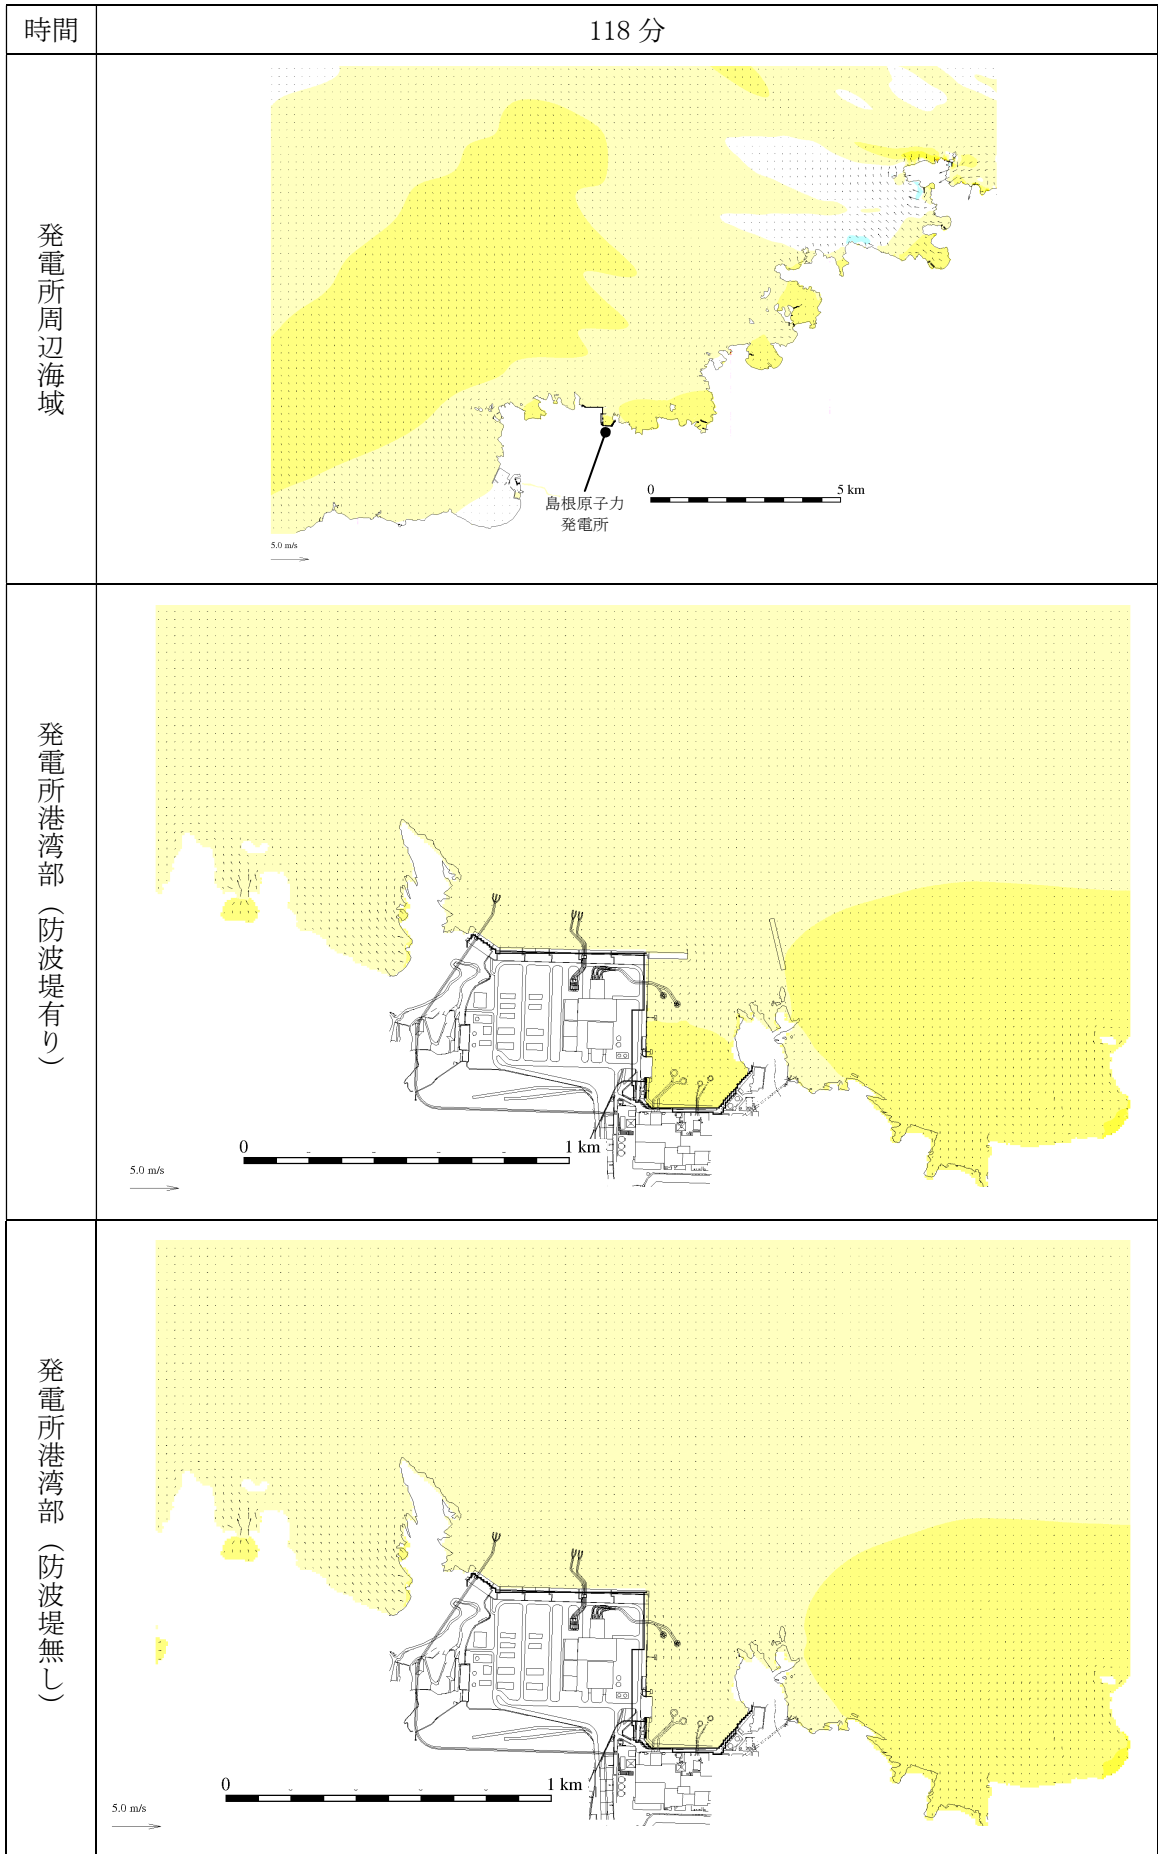 時間
118 分
発電所周辺海域
島根原子力
発電所
0
5 km
5.0 m/s
発電所港湾部（防波堤有り）
0
1 km
5.0 m/s
発電所港湾部（防波堤無し）
0
1 km
5.0 m/s